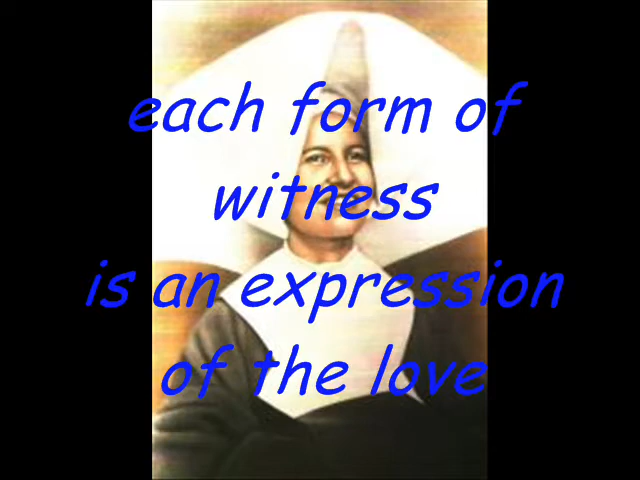 each form of
witness
is an expression
of the love